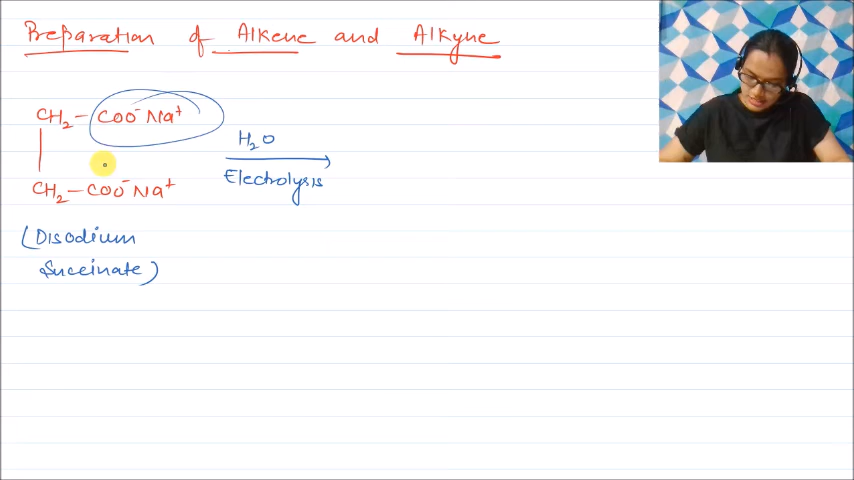 Preparation of Alkene and Alkyne
CH₂ – COO⁻Na⁺
H₂O
Electrolysis
CH₂ – COO⁻Na⁺
(Disodium
Succinate)